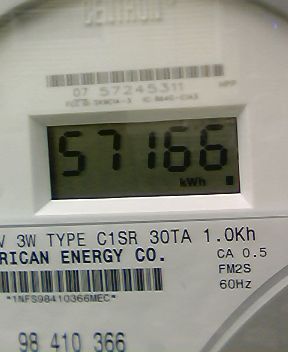 CENTRON
07 57245311
57166
kWh
V 3W TYPE C1SR 30TA 1.0Kh
RICAN ENERGY CO.
CA 0.5
FM2S
60Hz
*1NFS98410366MEC*
98 410 366